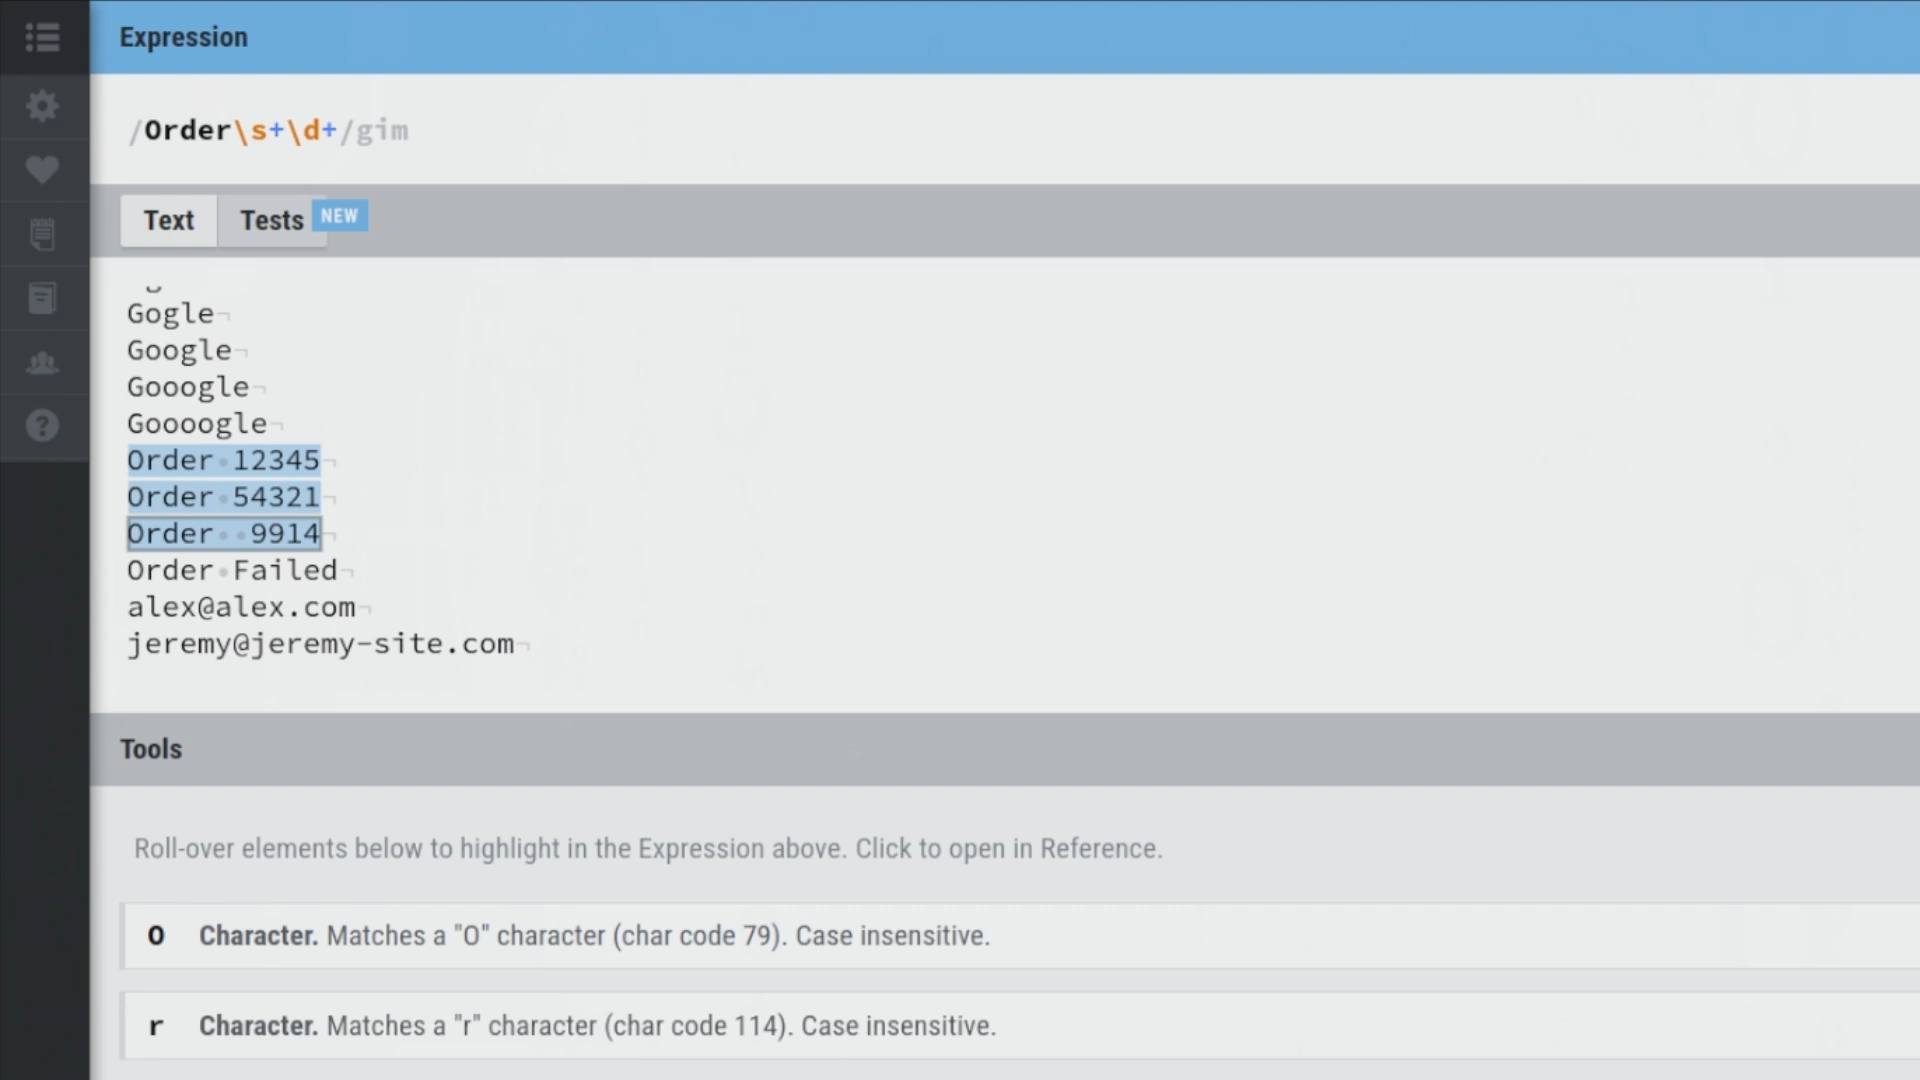 Expression
/Order\s+\d+/gim
Text Tests NEW
Gogle
Google
Gooogle
Goooogle
Order 12345
Order 54321
Order  9914
Order Failed
alex@alex.com
jeremy@jeremy-site.com
Tools
Roll-over elements below to highlight in the Expression above. Click to open in Reference.
O Character. Matches a "O" character (char code 79). Case insensitive.
r Character. Matches a "r" character (char code 114). Case insensitive.